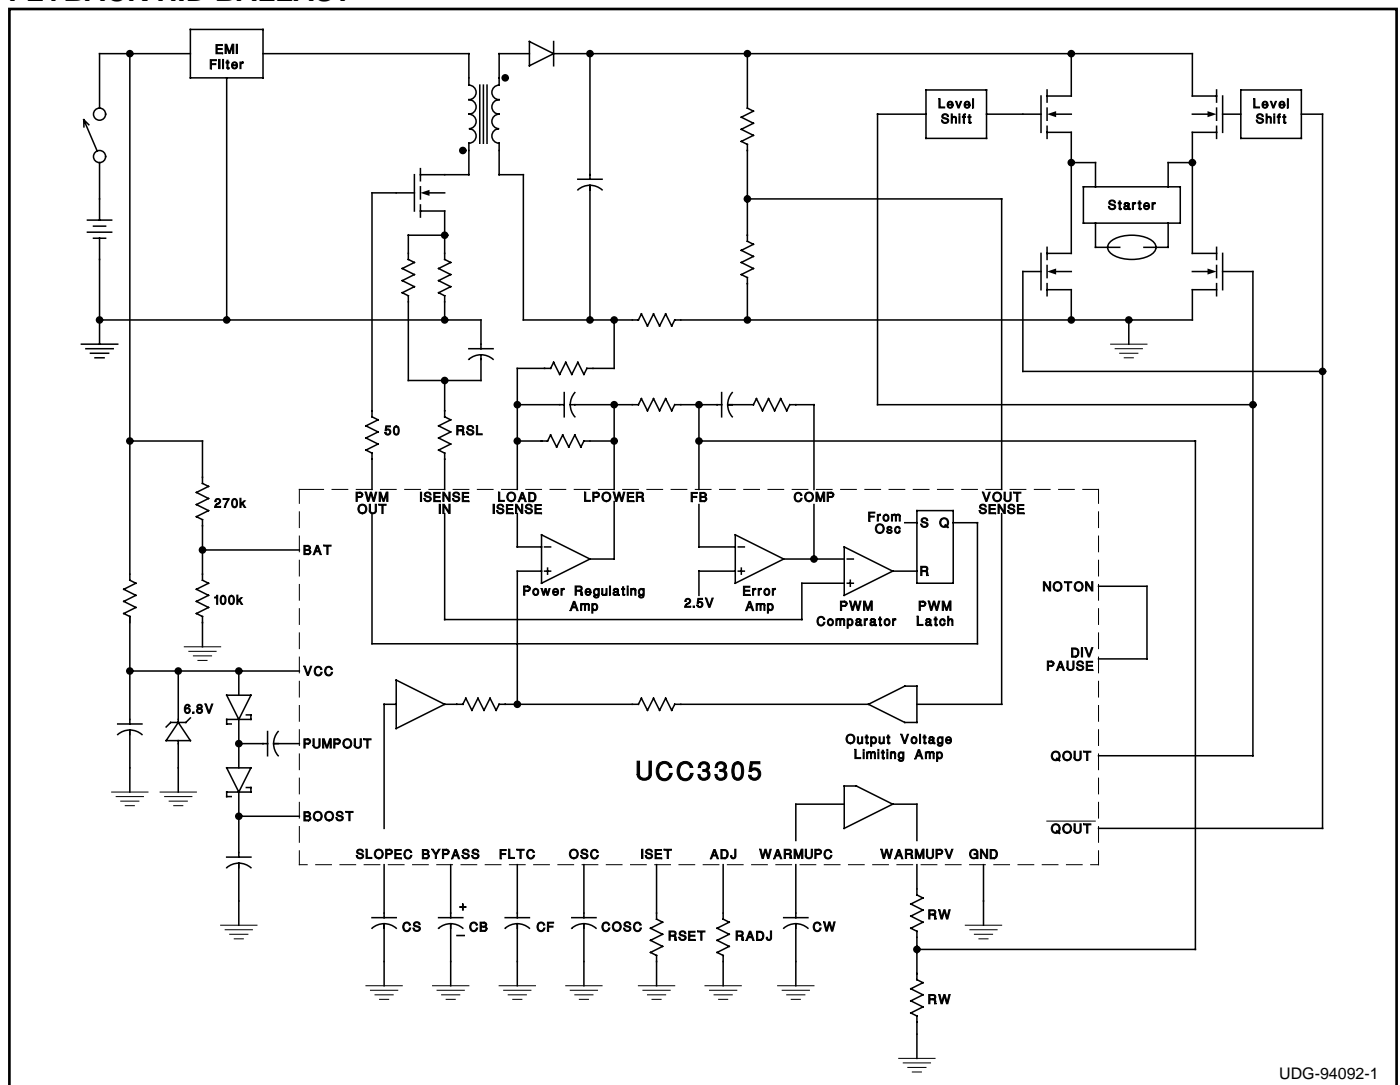 EMI
Filter
Level
Shift
Level
Shift
Starter
50
RSL
270k
PWM
OUT
ISENSE
IN
LOAD
ISENSE
LPOWER
FB
COMP
VOUT
SENSE
From
Osc
S Q
R
BAT
100k
2.5V
Power Regulating
Amp
Error
Amp
PWM
Comparator
PWM
Latch
NOTON
DIV
PAUSE
VCC
6.8V
PUMPOUT
Output Voltage
Limiting Amp
QOUT
UCC3305
BOOST
QOUT
SLOPEC
BYPASS
FLTC
OSC
ISET
ADJ
WARMUPC
WARMUPV
GND
CS
+
CB
−
CF
COSC
RSET
RADJ
CW
RW
RW
UDG-94092-1